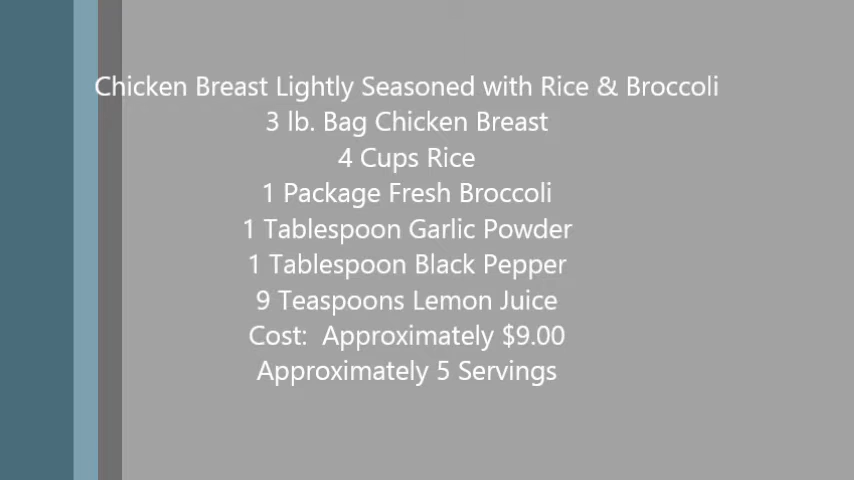 Chicken Breast Lightly Seasoned with Rice & Broccoli
3 lb. Bag Chicken Breast
4 Cups Rice
1 Package Fresh Broccoli
1 Tablespoon Garlic Powder
1 Tablespoon Black Pepper
9 Teaspoons Lemon Juice
Cost:  Approximately $9.00
Approximately 5 Servings